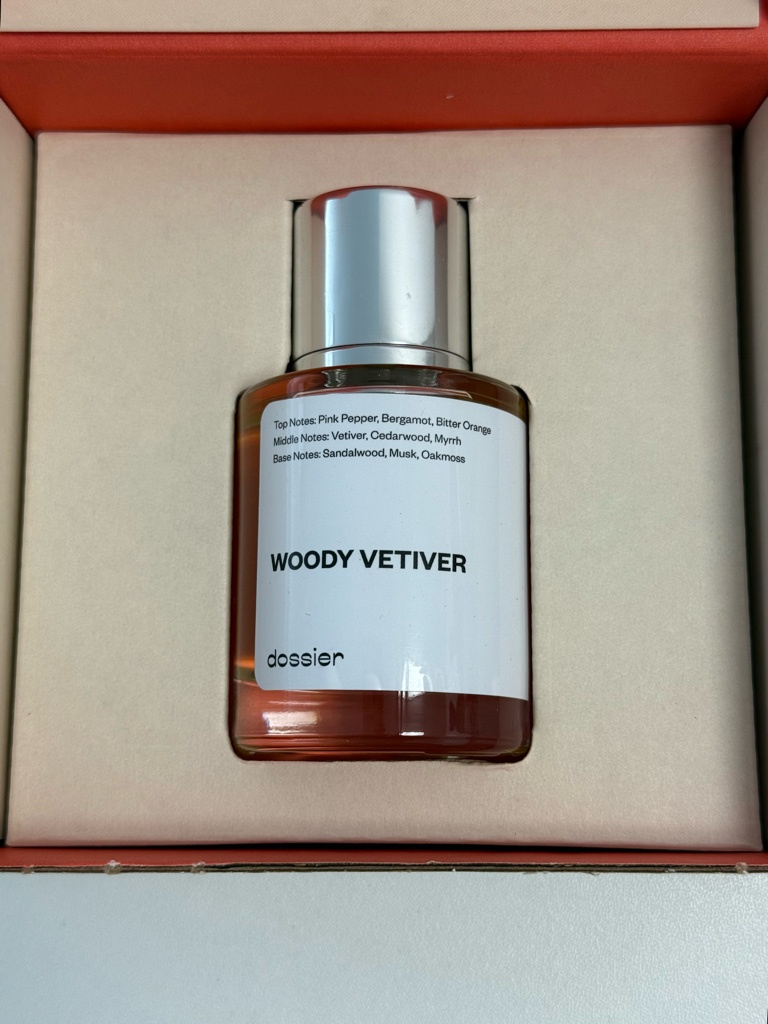 Top Notes: Pink Pepper, Bergamot, Bitter Orange
Middle Notes: Vetiver, Cedarwood, Myrrh
Base Notes: Sandalwood, Musk, Oakmoss
WOODY VETIVER
dossier